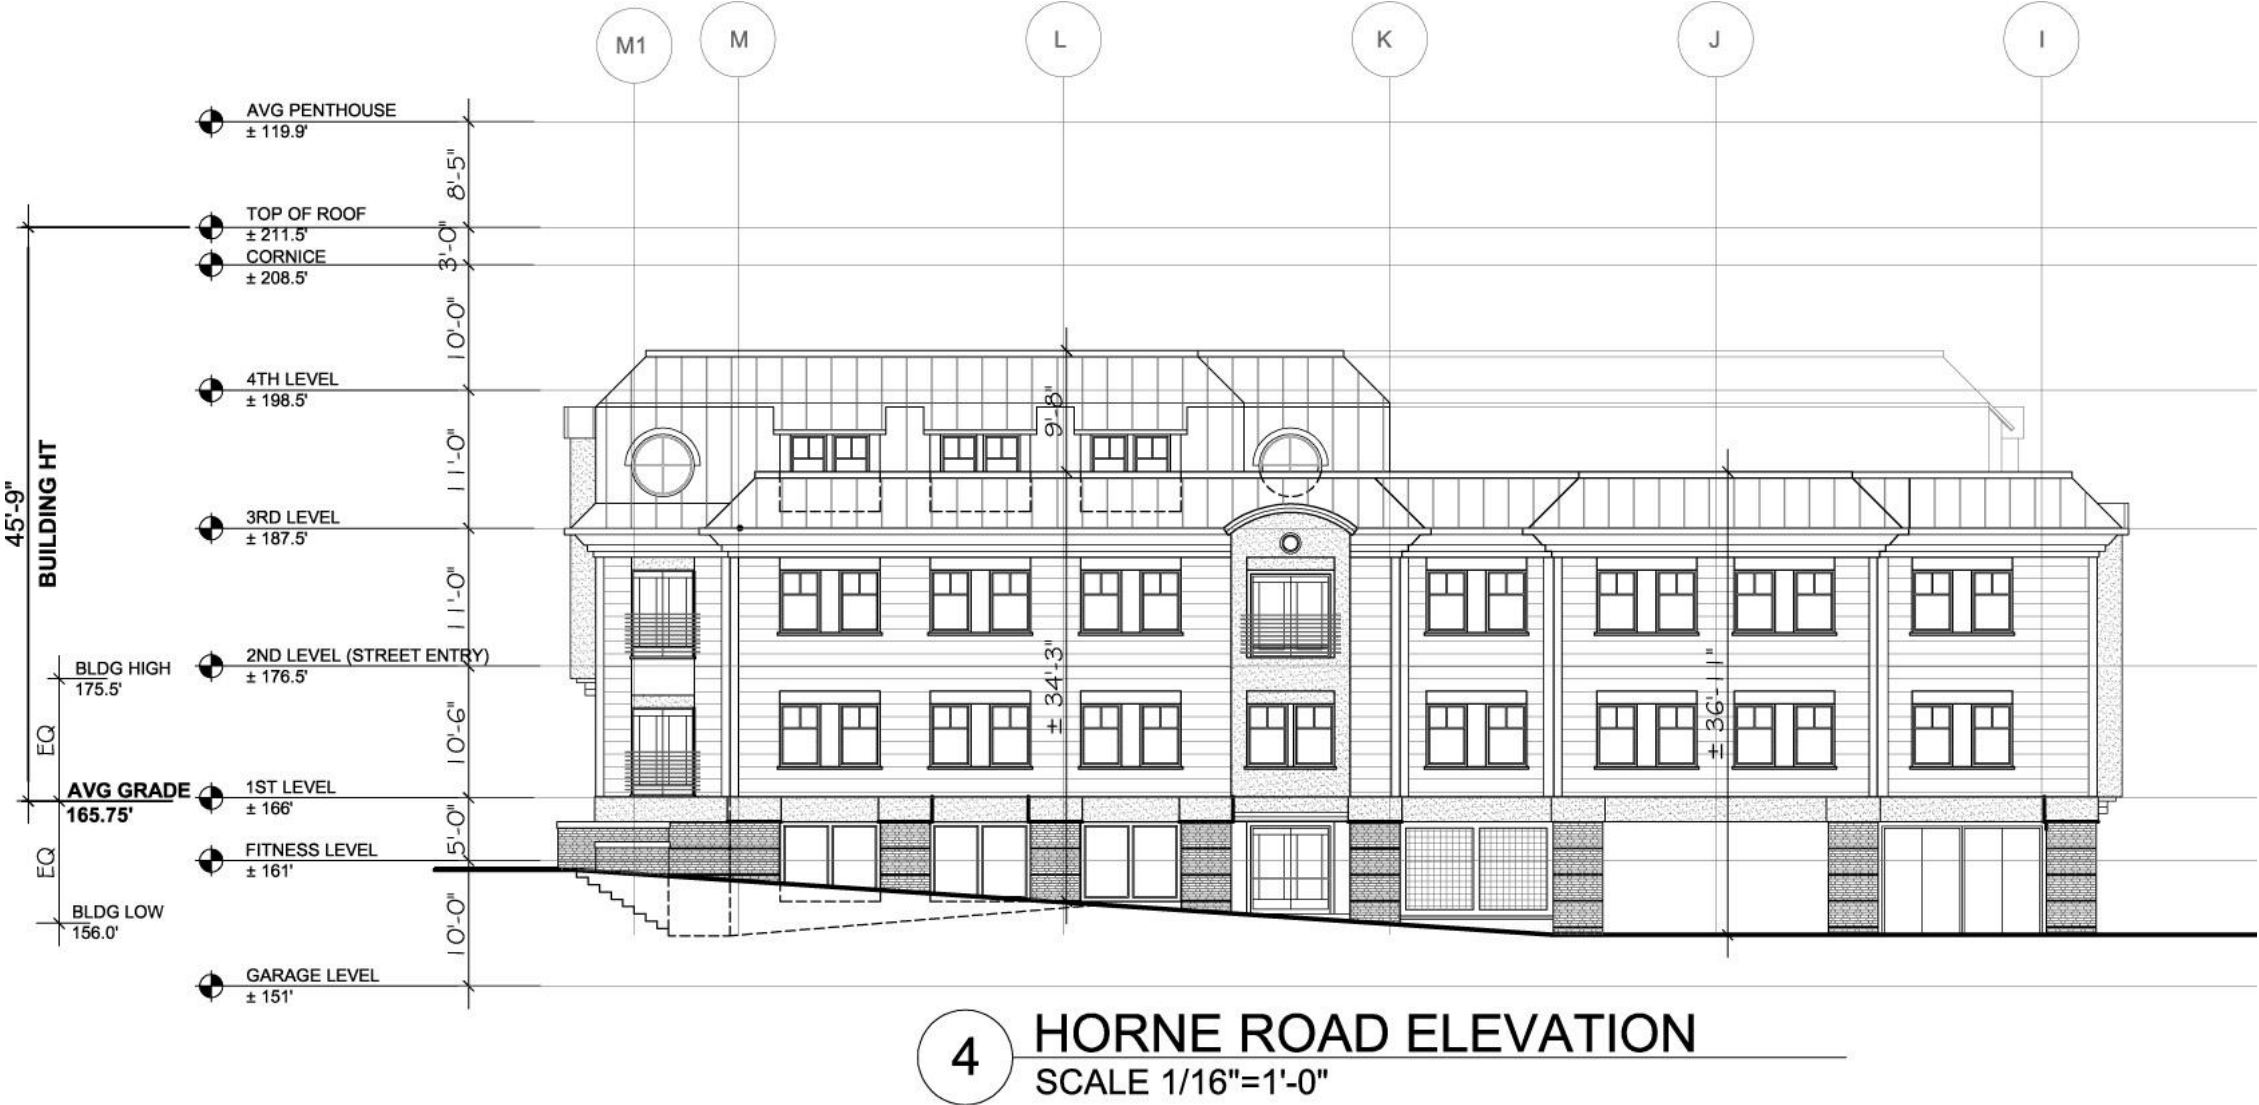 M1
M
L
K
J
I
AVG PENTHOUSE
± 119.9'
8'-5"
TOP OF ROOF
± 211.5'
3'-0"
CORNICE
± 208.5'
10'-0"
4TH LEVEL
± 198.5'
9'-8"
11'-0"
45'-9"
BUILDING HT
3RD LEVEL
± 187.5'
11'-0"
2ND LEVEL (STREET ENTRY)
± 176.5'
BLDG HIGH
175.5'
± 34'-3"
± 36'-11"
EQ
10'-6"
AVG GRADE
165.75'
1ST LEVEL
± 166'
5'-0"
EQ
FITNESS LEVEL
± 161'
BLDG LOW
156.0'
10'-0"
GARAGE LEVEL
± 151'
4
HORNE ROAD ELEVATION
SCALE 1/16"=1'-0"